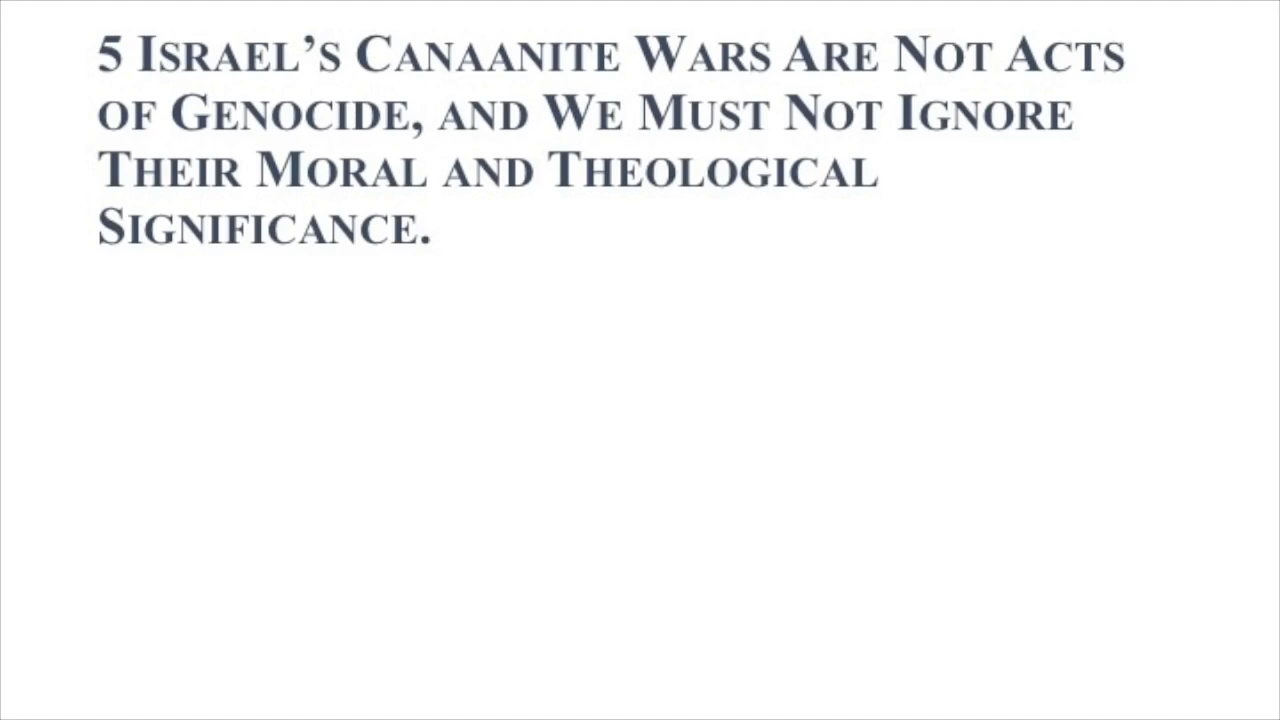 5 Israel’s Canaanite Wars Are Not Acts
of Genocide, and We Must Not Ignore
Their Moral and Theological
Significance.